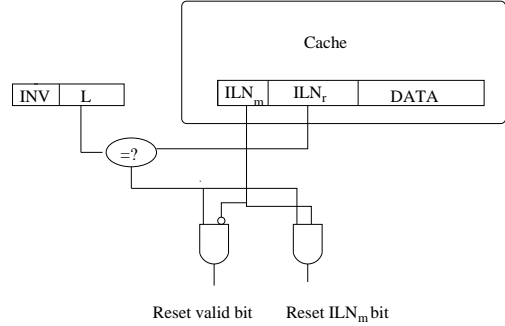 Cache
INV L
ILNm ILNr DATA
=?
Reset valid bit Reset ILNm bit